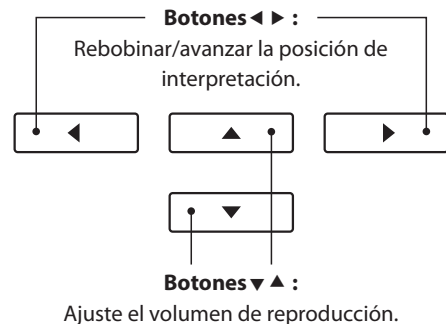 Botones◀ ▶ :
Rebobinar/avanzar la posición de
interpretación.
◀ ▲ ▶
▼
Botones▼ ▲ :
Ajuste el volumen de reproducción.